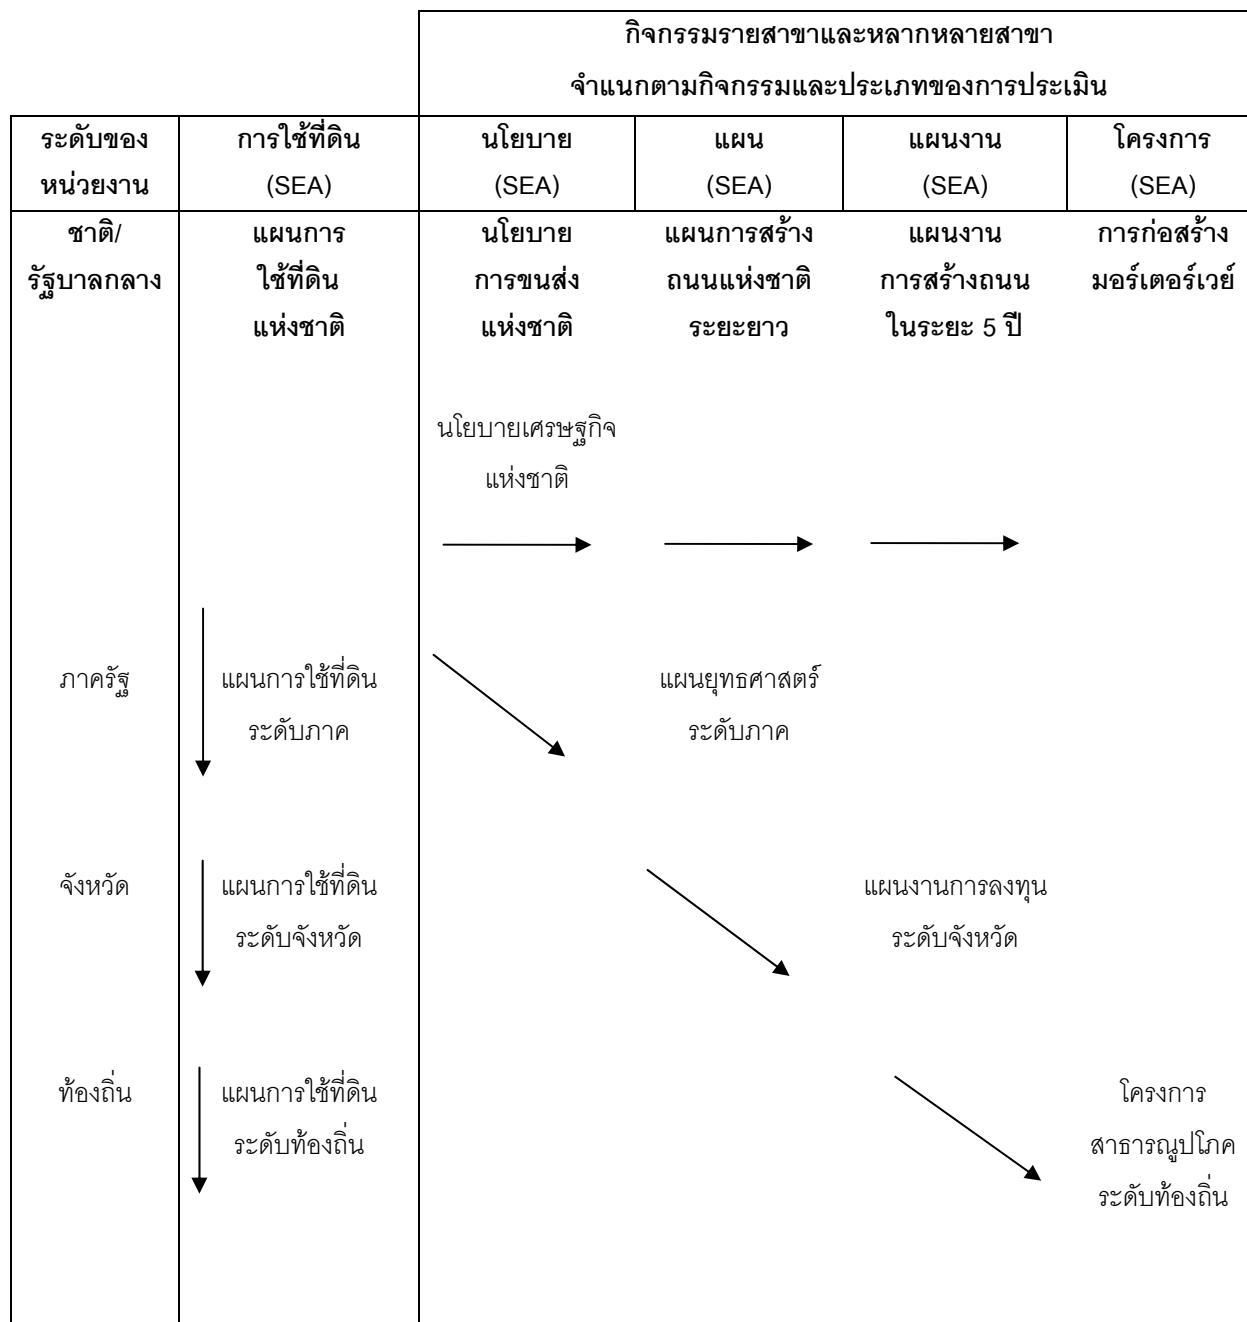 กิจกรรมรายสาขาและหลากหลายสาขา
จำแนกตามกิจกรรมและประเภทของการประเมิน
ระดับของ การใช้ที่ดิน นโยบาย แผน แผนงาน โครงการ
หน่วยงาน (SEA) (SEA) (SEA) (SEA) (SEA)
ชาติ/ แผนการ นโยบาย แผนการสร้าง แผนงาน การก่อสร้าง
รัฐบาลกลาง ใช้ที่ดิน การขนส่ง ถนนแห่งชาติ การสร้างถนน มอร์เตอร์เวย์
แห่งชาติ แห่งชาติ ระยะยาว ในระยะ 5 ปี
นโยบายเศรษฐกิจ
แห่งชาติ
ภาครัฐ แผนการใช้ที่ดิน แผนยุทธศาสตร์
ระดับภาค ระดับภาค
จังหวัด แผนการใช้ที่ดิน แผนงานการลงทุน
ระดับจังหวัด ระดับจังหวัด
ท้องถิ่น แผนการใช้ที่ดิน โครงการ
ระดับท้องถิ่น สาธารณูปโภค
ระดับท้องถิ่น